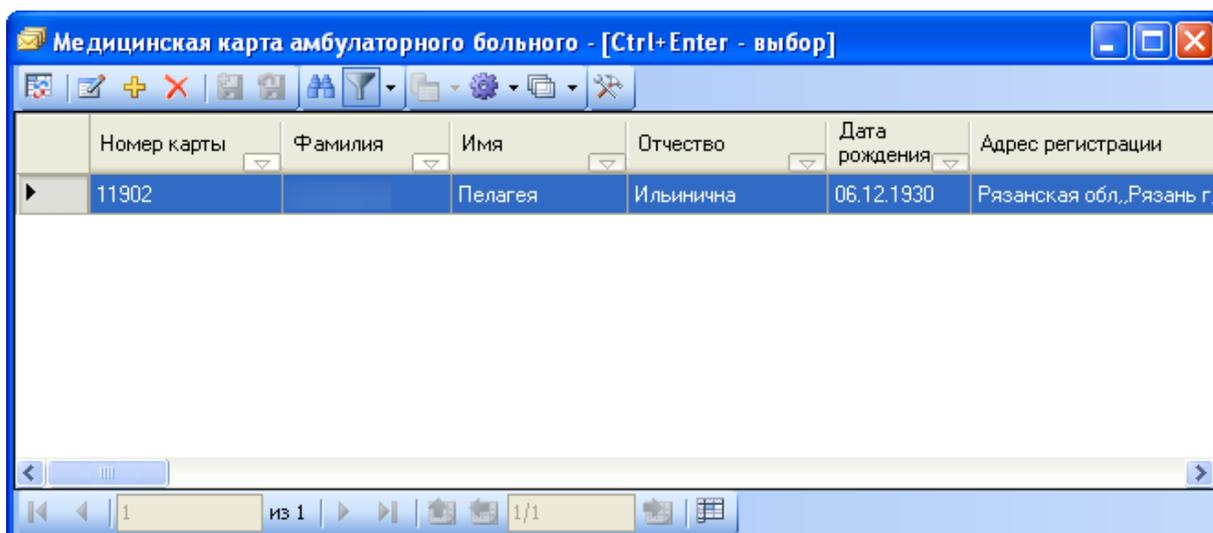 Медицинская карта амбулаторного больного - [Ctrl+Enter - выбор]
Номер карты Фамилия Имя Отчество Дата рождения Адрес регистрации
11902 Пелагея Ильинична 06.12.1930 Рязанская обл,,Рязань г,
1 из 1 1/1